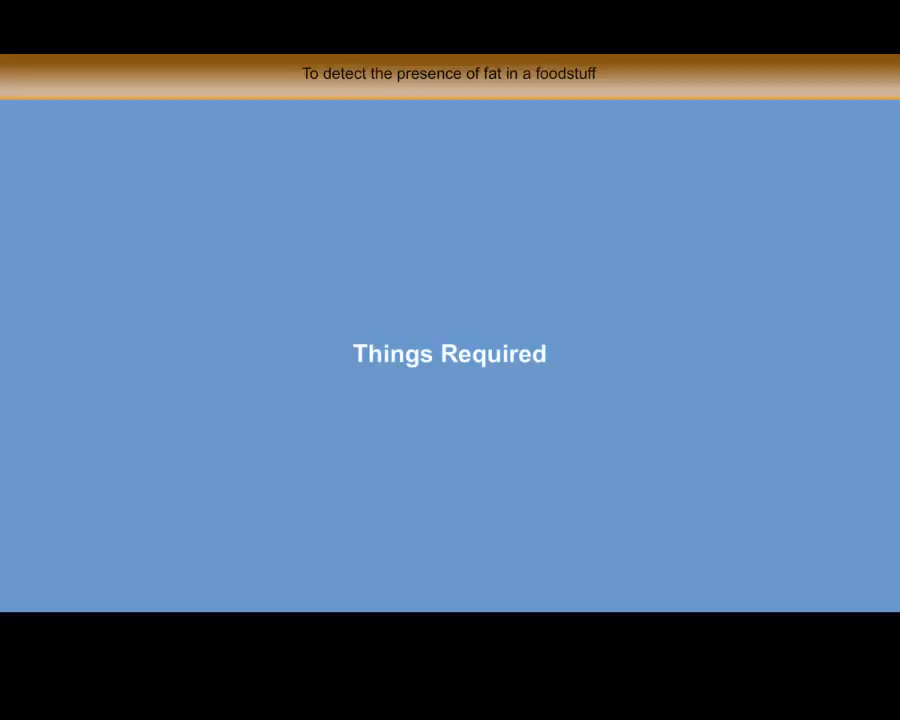 To detect the presence of fat in a foodstuff
Things Required